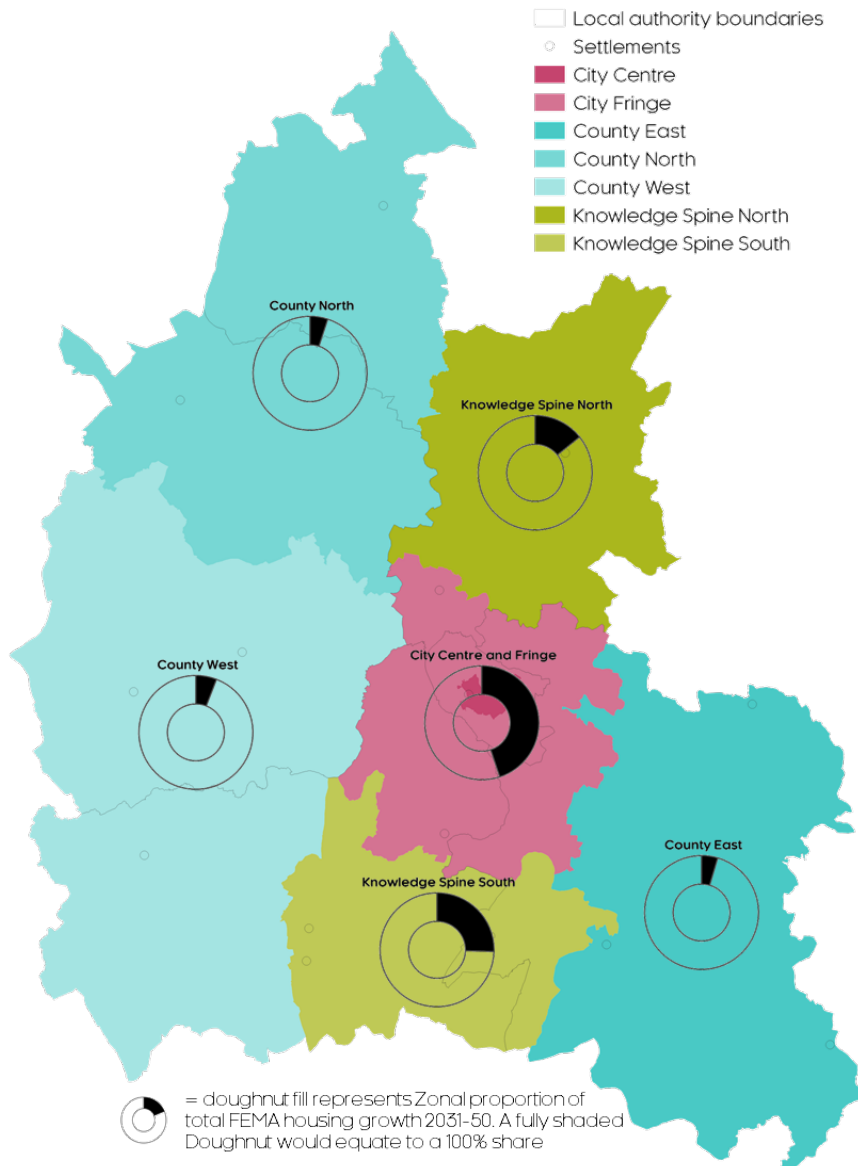 Local authority boundaries
Settlements
City Centre
City Fringe
County East
County North
County West
Knowledge Spine North
Knowledge Spine South
County North
Knowledge Spine North
City Centre and Fringe
County West
County East
Knowledge Spine South
= doughnut fill represents Zonal proportion of
total FEMA housing growth 2031-50. A fully shaded
Doughnut would equate to a 100% share